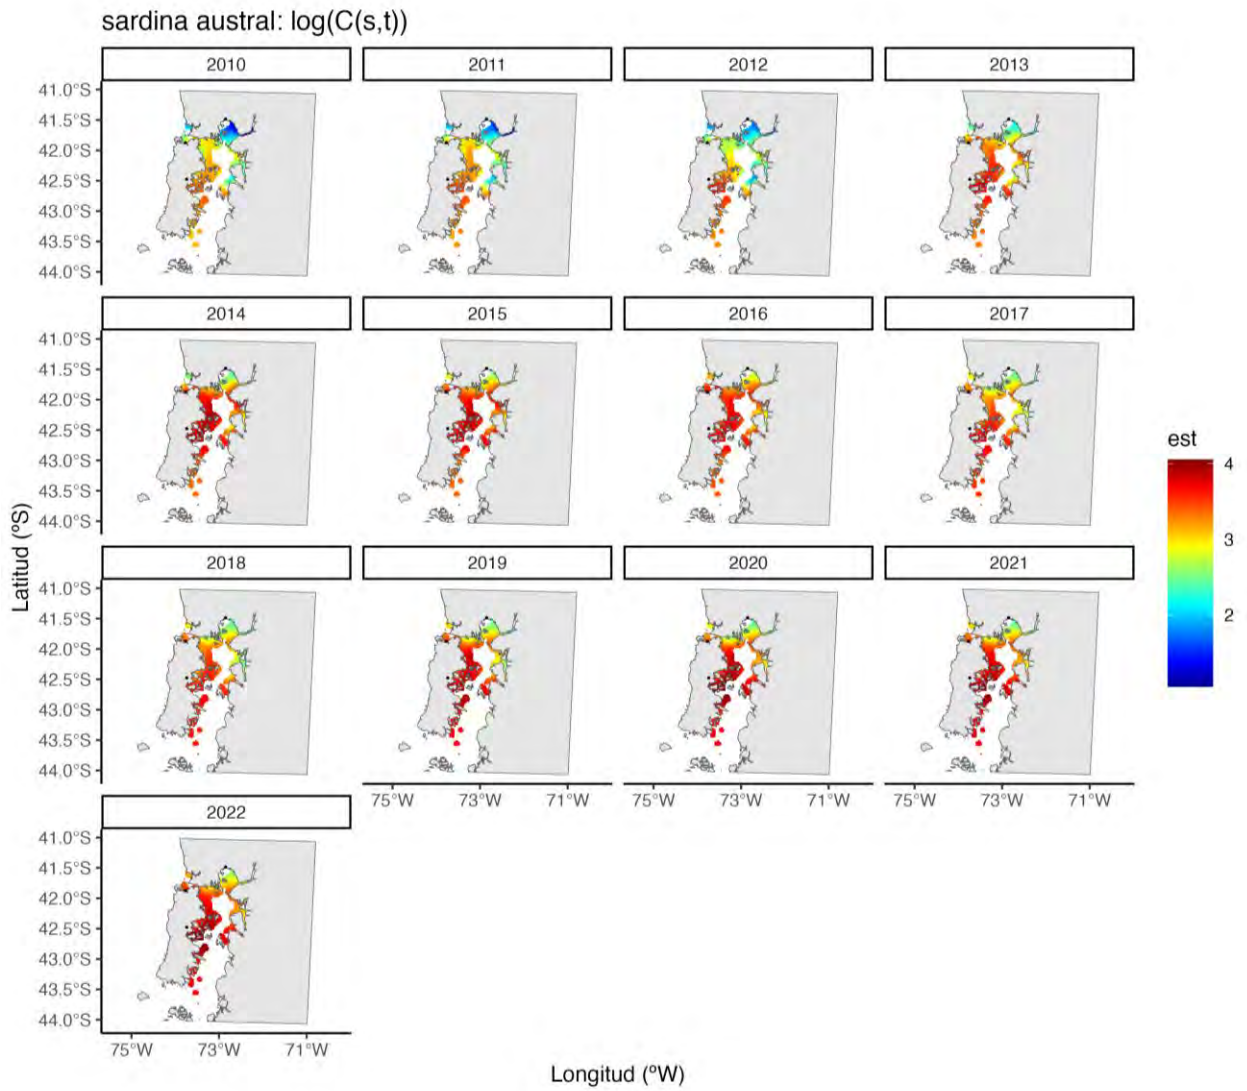 sardina austral: log(C(s,t))
2010 2011 2012 2013
41.0°S
41.5°S
42.0°S
42.5°S
43.0°S
43.5°S
44.0°S
2014 2015 2016 2017
41.0°S
41.5°S
42.0°S
42.5°S
43.0°S
43.5°S
44.0°S
est
4
3
2
Latitud (ºS)
2018 2019 2020 2021
41.0°S
41.5°S
42.0°S
42.5°S
43.0°S
43.5°S
44.0°S
75°W 73°W 71°W 75°W 73°W 71°W 75°W 73°W 71°W
2022
41.0°S
41.5°S
42.0°S
42.5°S
43.0°S
43.5°S
44.0°S
75°W 73°W 71°W
Longitud (ºW)